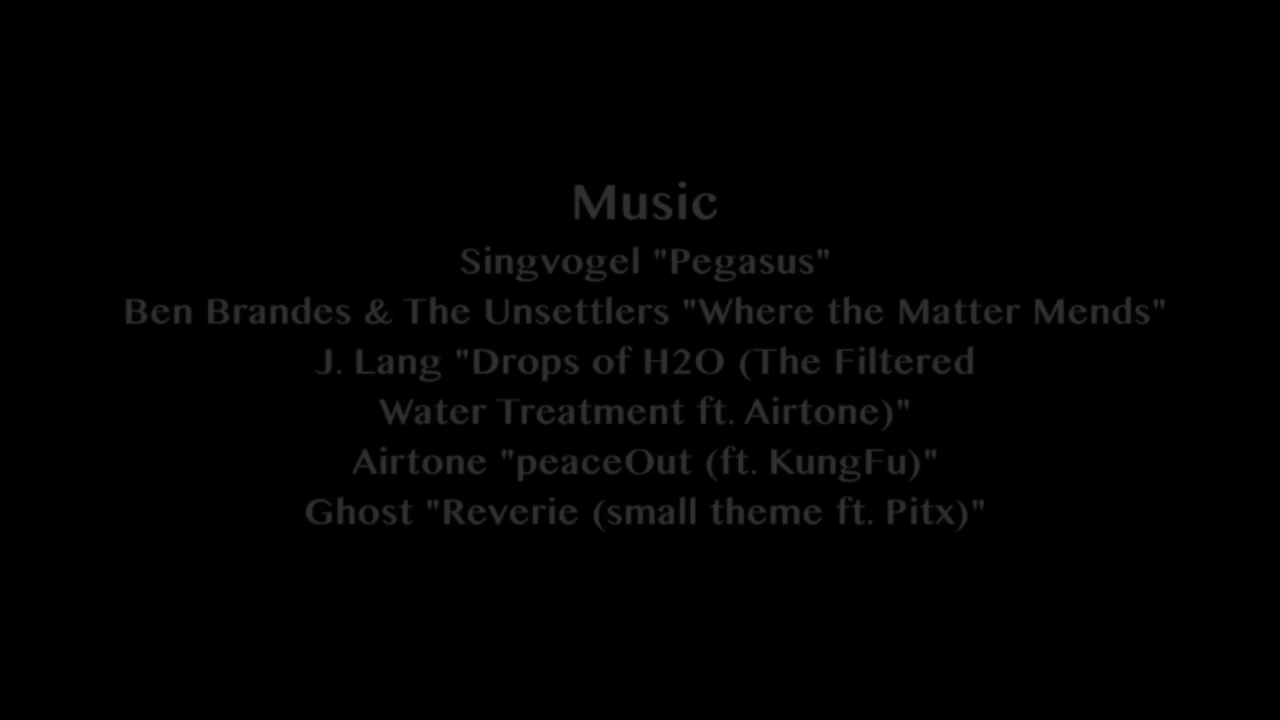 Music
Singvogel "Pegasus"
Ben Brandes & The Unsettlers "Where the Matter Mends"
J. Lang "Drops of H2O (The Filtered
Water Treatment ft. Airtone)"
Airtone "peaceOut (ft. KungFu)"
Ghost "Reverie (small theme ft. Pitx)"